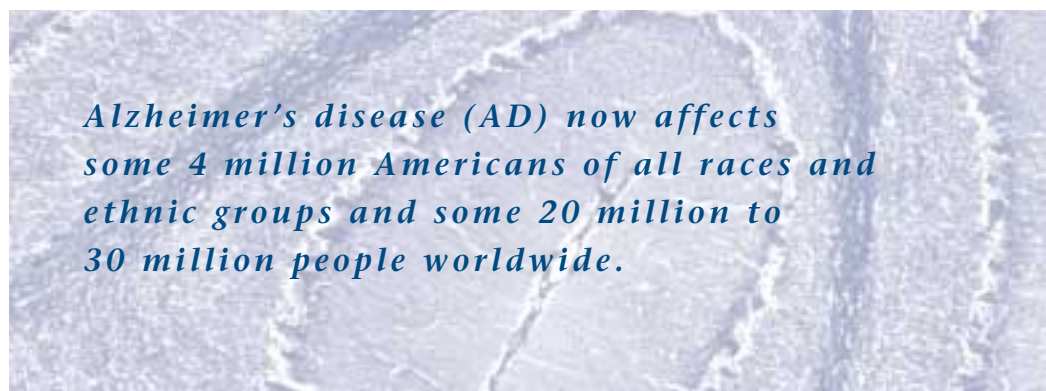 Alzheimer's disease (AD) now affects
some 4 million Americans of all races and
ethnic groups and some 20 million to
30 million people worldwide.